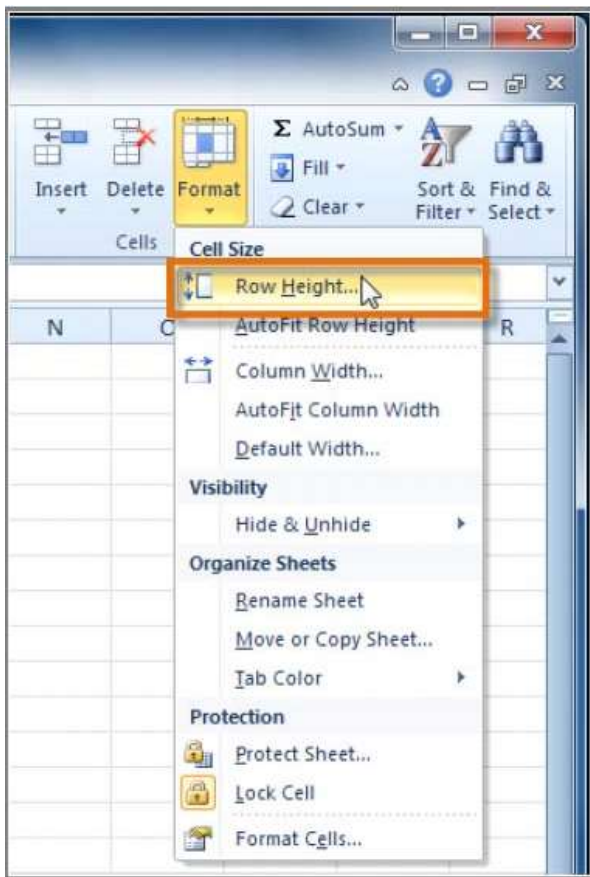 Insert Delete Format
Σ AutoSum
Fill
Clear
Sort & Filter
Find & Select
Cells
Cell Size
Row Height...
N R
AutoFit Row Height
Column Width...
AutoFit Column Width
Default Width...
Visibility
Hide & Unhide
Organize Sheets
Rename Sheet
Move or Copy Sheet...
Tab Color
Protection
Protect Sheet...
Lock Cell
Format Cells...